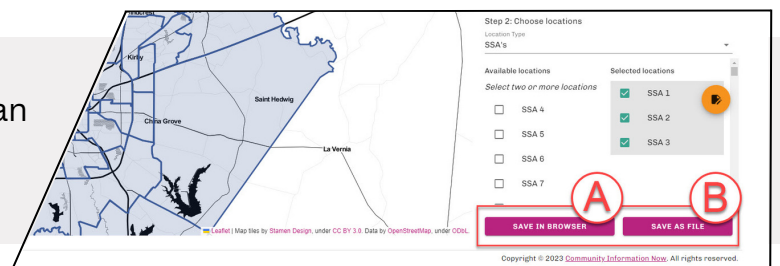 an
Kirby
China Grove
Saint Hedwig
La Vernia
Leaflet | Map tiles by Stamen Design, under CC BY 3.0. Data by OpenStreetMap, under ODbL.
Step 2: Choose locations
Location Type
SSA's
Available locations
Select two or more locations
SSA 4
SSA 5
SSA 6
SSA 7
Selected locations
SSA 1
SSA 2
SSA 3
A
B
SAVE IN BROWSER
SAVE AS FILE
Copyright © 2023 Community Information Now. All rights reserved.